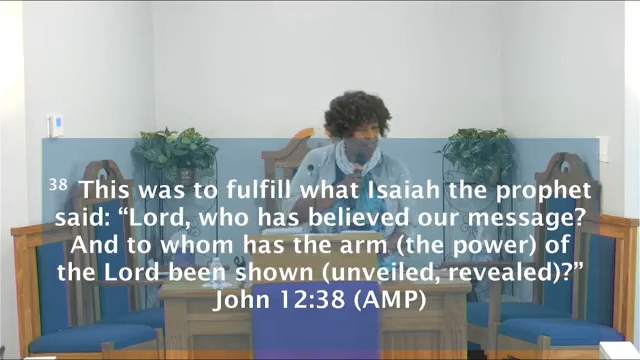 38 This was to fulfill what Isaiah the prophet
said: “Lord, who has believed our message?
And to whom has the arm (the power) of
the Lord been shown (unveiled, revealed)?”
John 12:38 (AMP)